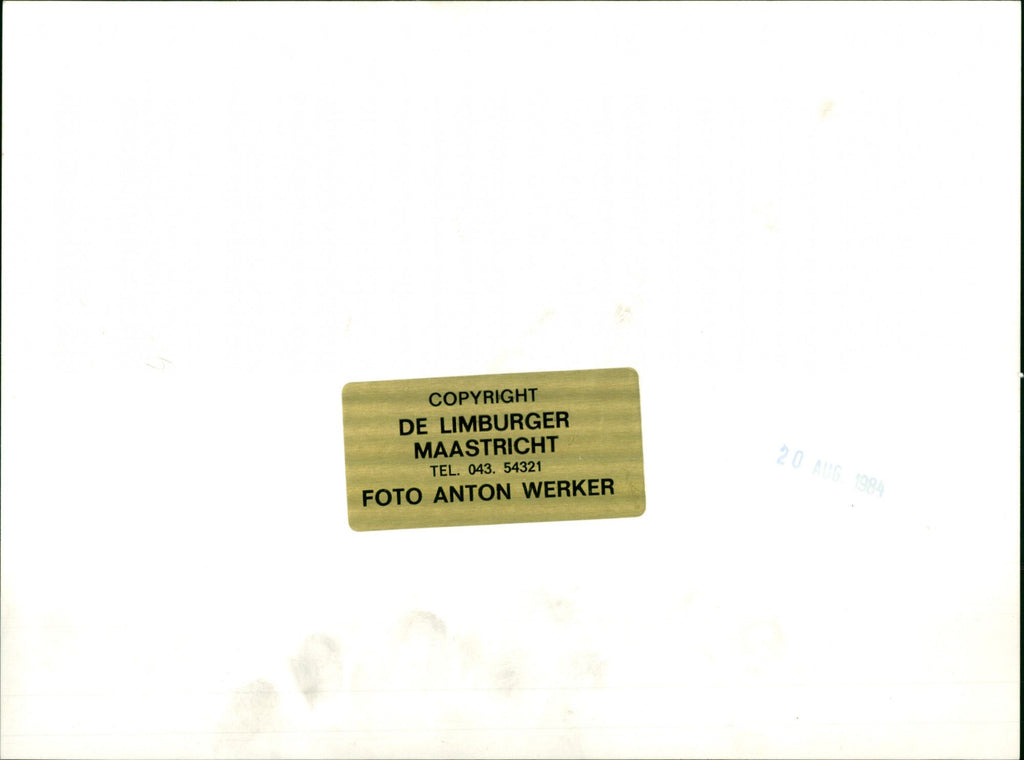 COPYRIGHT
DE LIMBURGER
MAASTRICHT
TEL. 043. 54321
FOTO ANTON WERKER
20 AUG. 1984